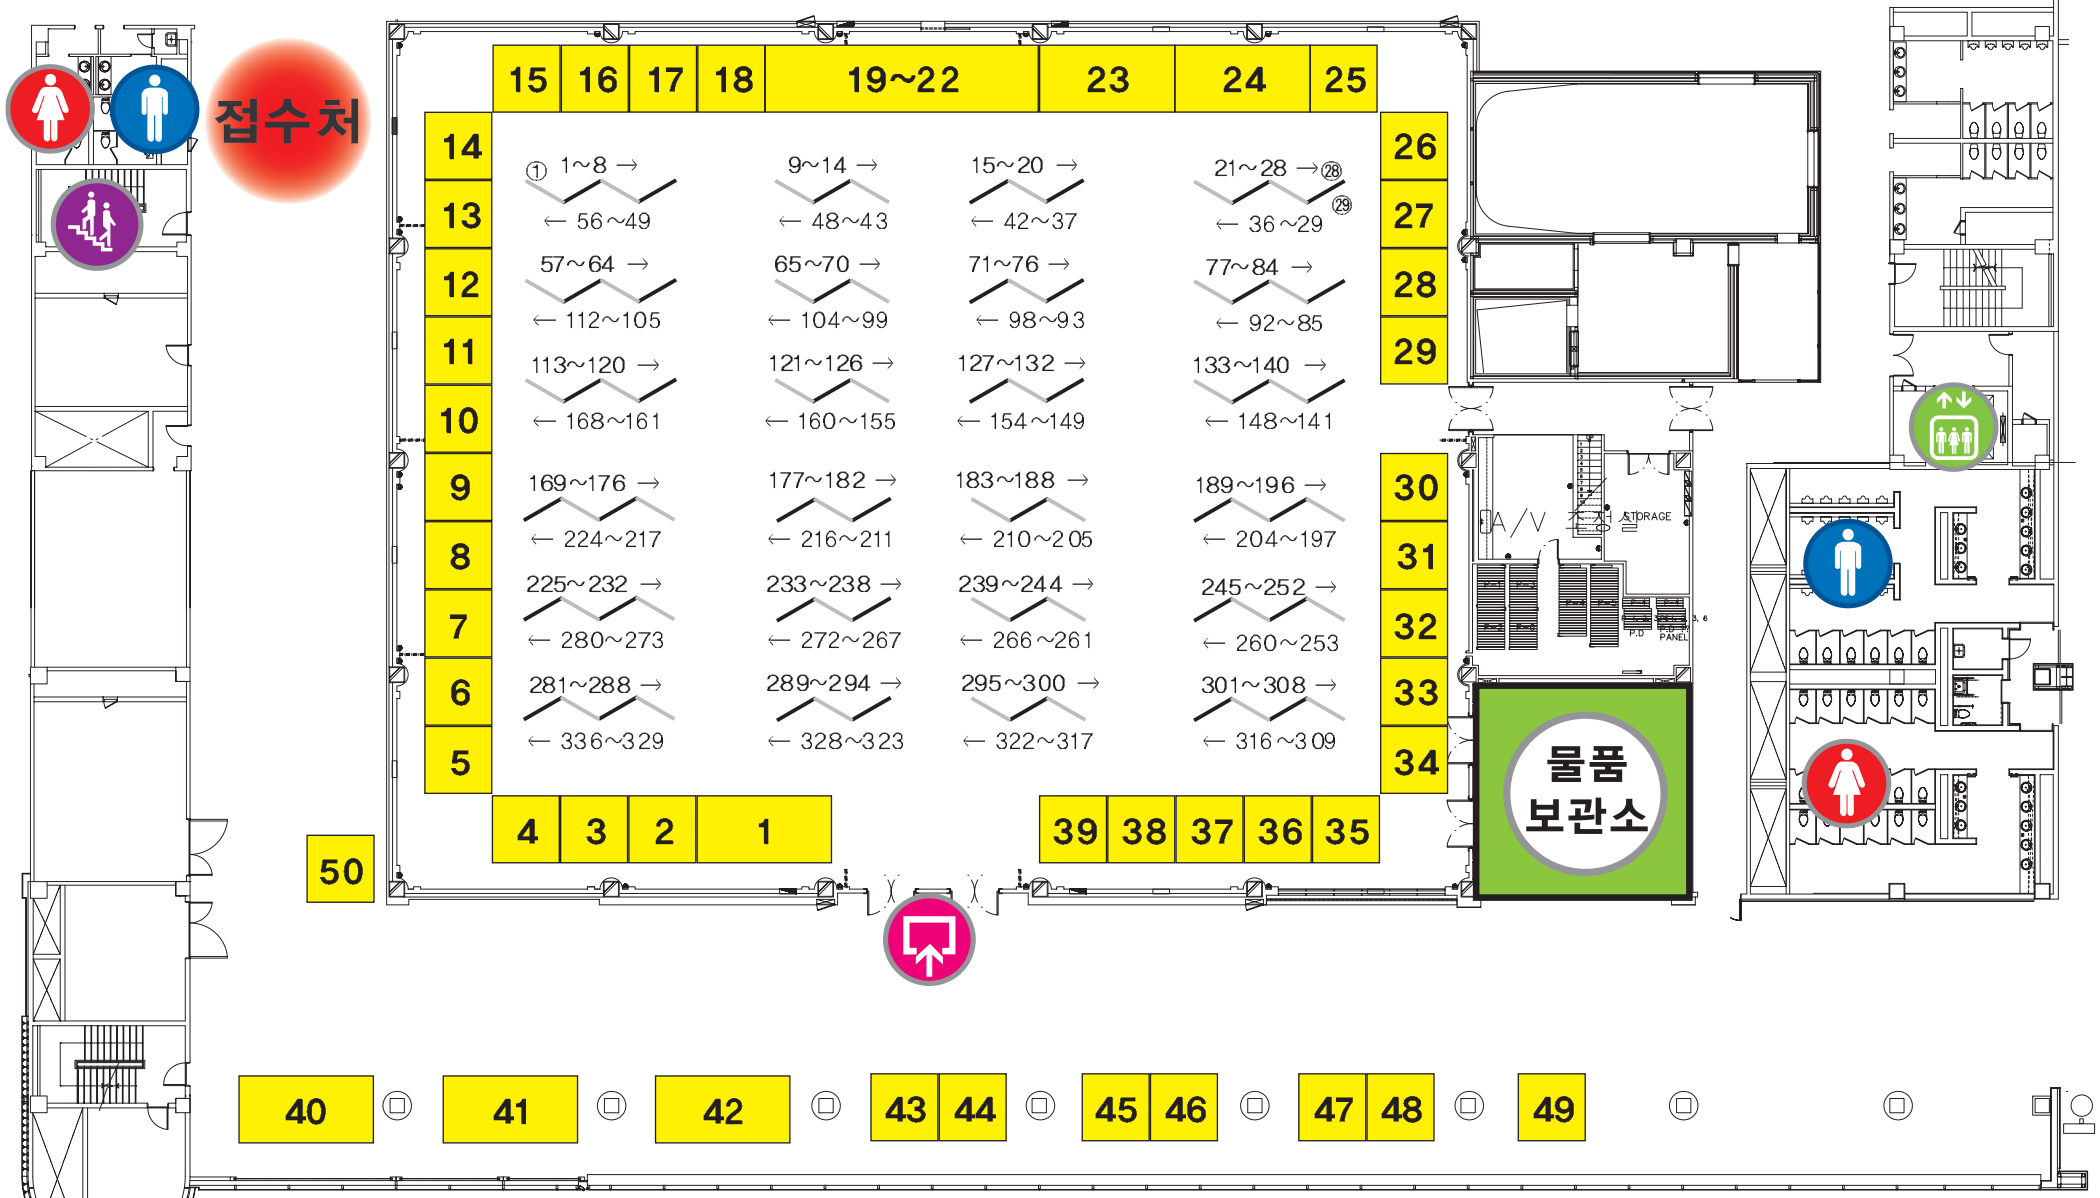 접수처
15 16 17 18 19~22 23 24 25
14
13
12
11
10
9
8
7
6
5
26
27
28
29
30
31
32
33
34
① 1~8 → 9~14 → 15~20 → 21~28 → ㉘
← 56~49 ← 48~43 ← 42~37 ← 36~29 ㉙
57~64 → 65~70 → 71~76 → 77~84 →
← 112~105 ← 104~99 ← 98~93 ← 92~85
113~120 → 121~126 → 127~132 → 133~140 →
← 168~161 ← 160~155 ← 154~149 ← 148~141
169~176 → 177~182 → 183~188 → 189~196 →
← 224~217 ← 216~211 ← 210~205 ← 204~197
225~232 → 233~238 → 239~244 → 245~252 →
← 280~273 ← 272~267 ← 266~261 ← 260~253
281~288 → 289~294 → 295~300 → 301~308 →
← 336~329 ← 328~323 ← 322~317 ← 316~309
4 3 2 1 39 38 37 36 35
50
A/V
STORAGE
P.D
PANEL
물품
보관소
40 41 42 43 44 45 46 47 48 49